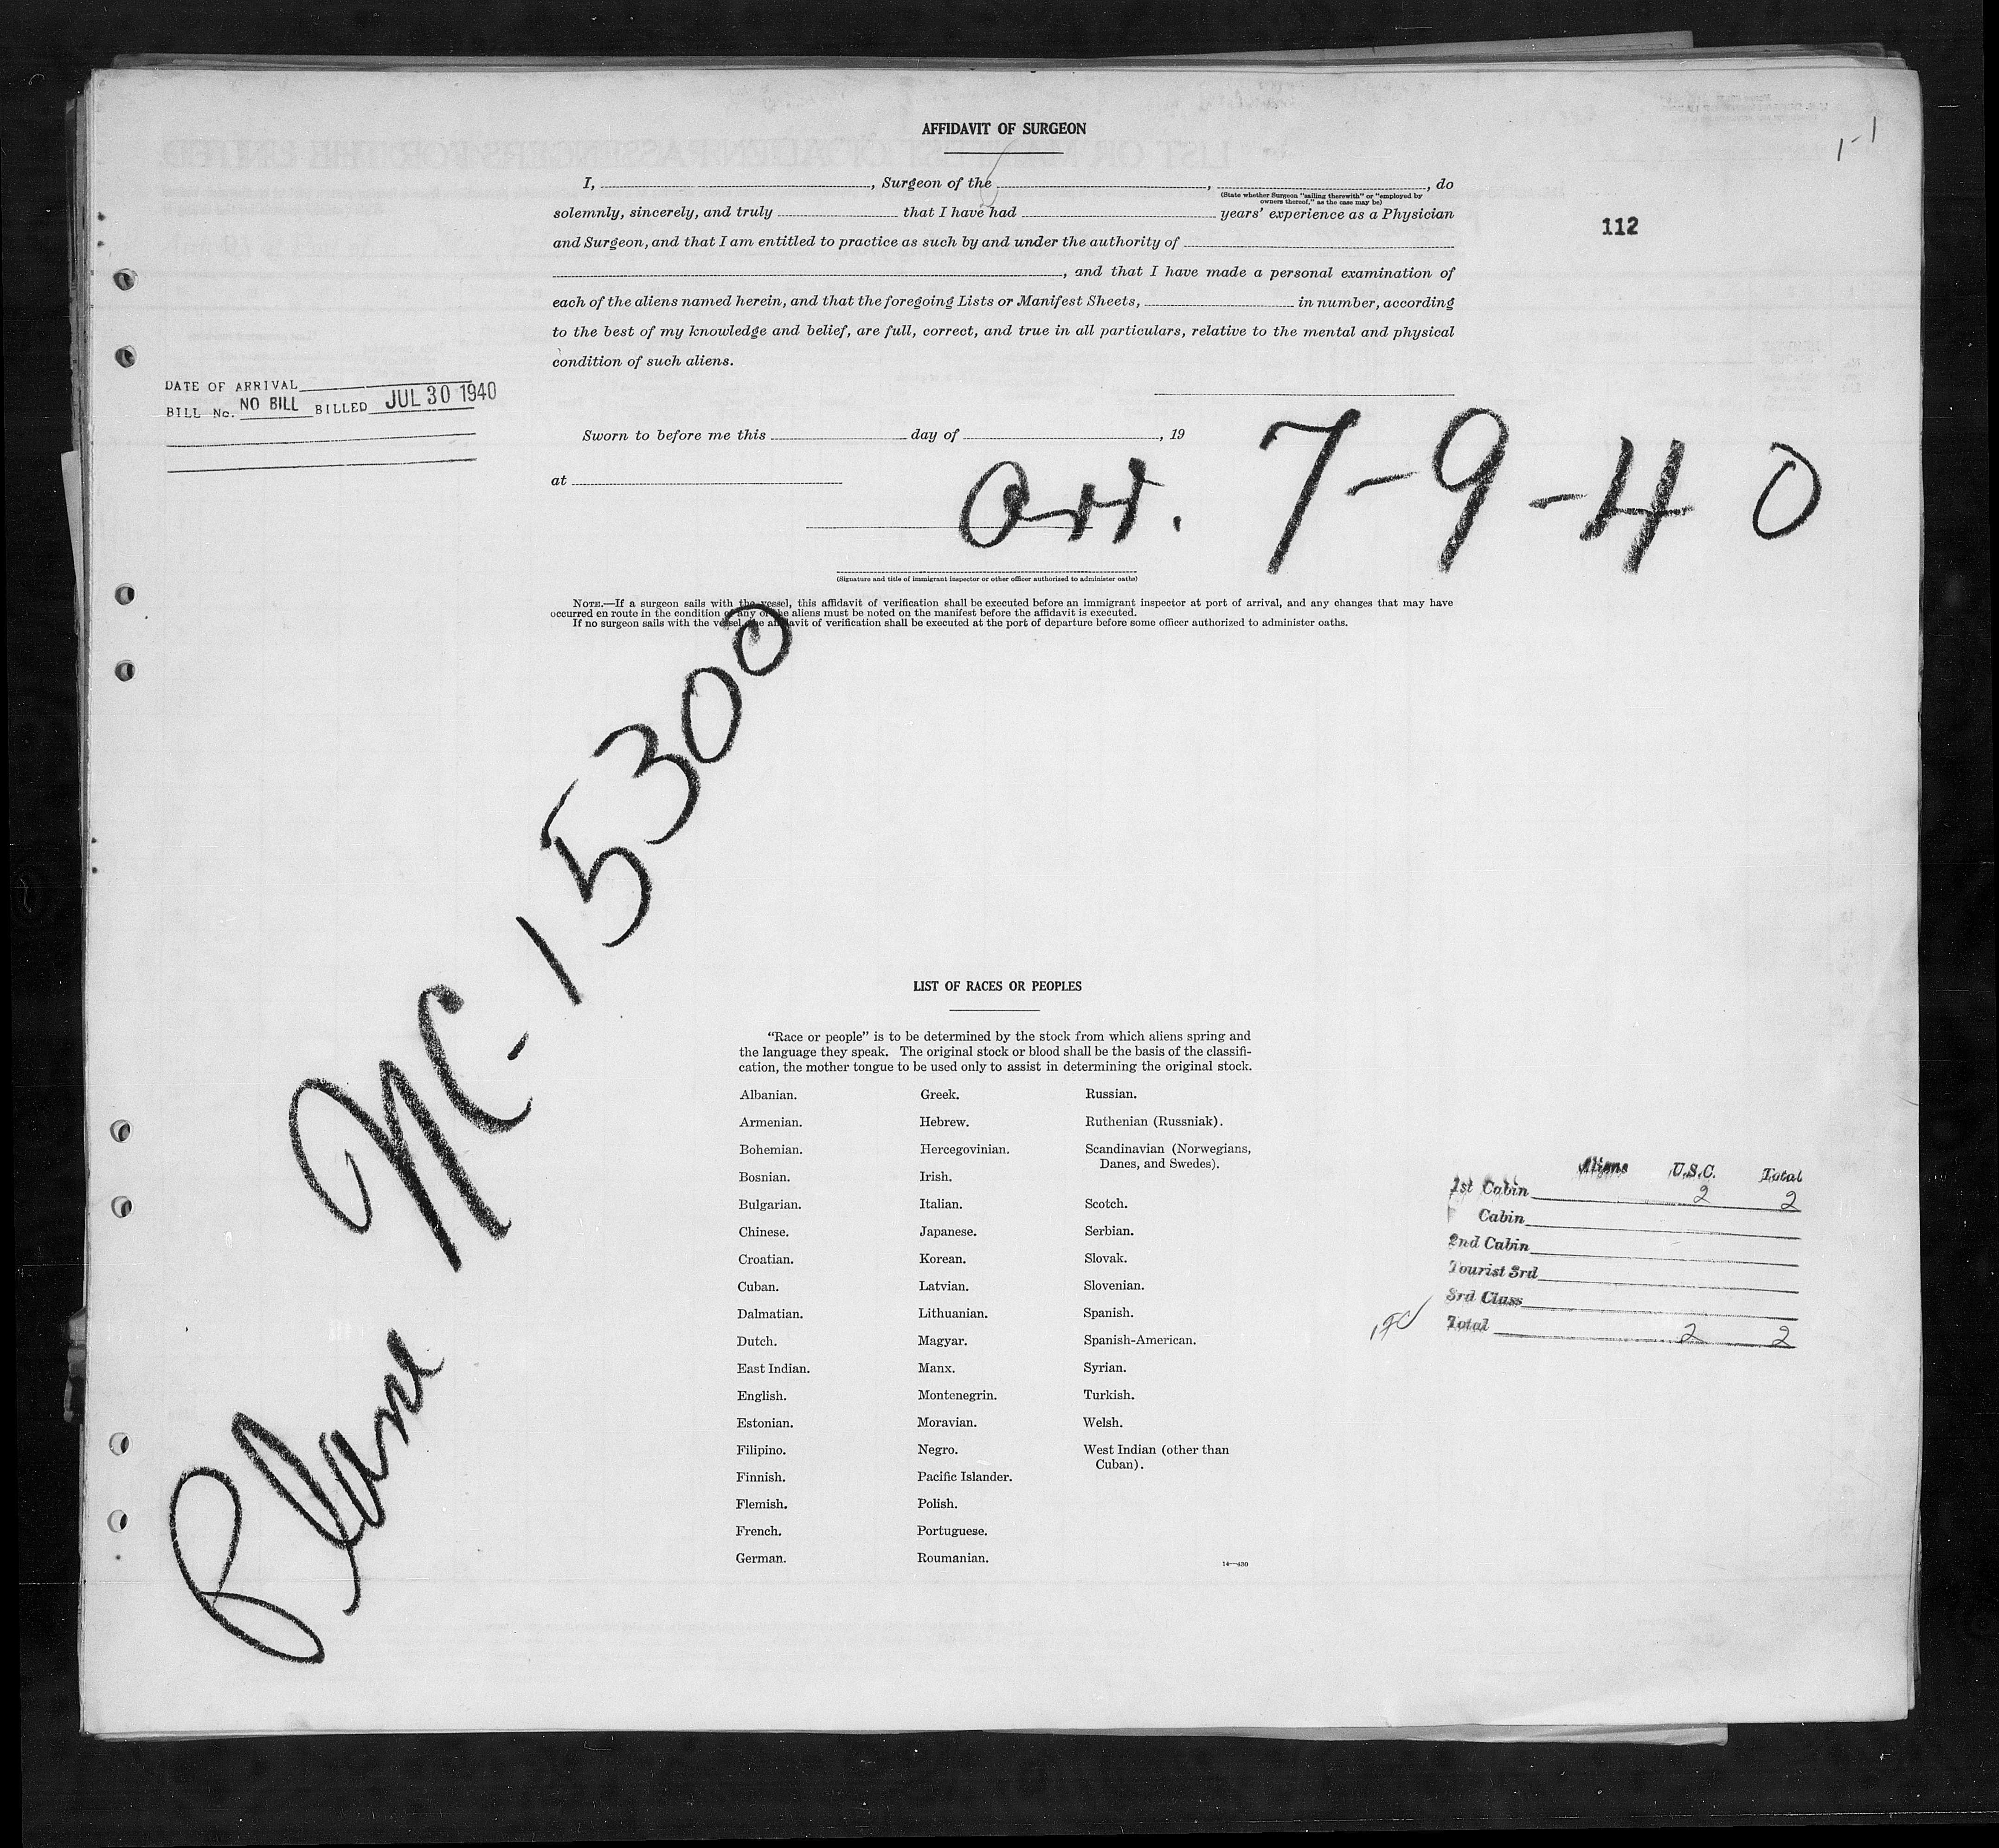 AFFIDAVIT OF SURGEON
1-1
112
I, , Surgeon of the , , do
(State whether Surgeon "sailing therewith" or "employed by
owners thereof," as the case may be)
solemnly, sincerely, and truly that I have had years' experience as a Physician
and Surgeon, and that I am entitled to practice as such by and under the authority of
, and that I have made a personal examination of
each of the aliens named herein, and that the foregoing Lists or Manifest Sheets, in number, according
to the best of my knowledge and belief, are full, correct, and true in all particulars, relative to the mental and physical
condition of such aliens.
DATE OF ARRIVAL
BILL No. NO BILL BILLED JUL 30 1940
Sworn to before me this day of , 19
at
Arr. 7-9-40
(Signature and title of immigrant inspector or other officer authorized to administer oaths)
NOTE.—If a surgeon sails with the vessel, this affidavit of verification shall be executed before an immigrant inspector at port of arrival, and any changes that may have
occurred en route in the condition of any of the aliens must be noted on the manifest before the affidavit is executed.
If no surgeon sails with the vessel, the affidavit of verification shall be executed at the port of departure before some officer authorized to administer oaths.
Plane NC-15300
LIST OF RACES OR PEOPLES
"Race or people" is to be determined by the stock from which aliens spring and
the language they speak. The original stock or blood shall be the basis of the classifi-
cation, the mother tongue to be used only to assist in determining the original stock.
Albanian.
Armenian.
Bohemian.
Bosnian.
Bulgarian.
Chinese.
Croatian.
Cuban.
Dalmatian.
Dutch.
East Indian.
English.
Estonian.
Filipino.
Finnish.
Flemish.
French.
German.
Greek.
Hebrew.
Hercegovinian.
Irish.
Italian.
Japanese.
Korean.
Latvian.
Lithuanian.
Magyar.
Manx.
Montenegrin.
Moravian.
Negro.
Pacific Islander.
Polish.
Portuguese.
Roumanian.
Russian.
Ruthenian (Russniak).
Scandinavian (Norwegians,
Danes, and Swedes).
Scotch.
Serbian.
Slovak.
Slovenian.
Spanish.
Spanish-American.
Syrian.
Turkish.
Welsh.
West Indian (other than
Cuban).
14—430
Aliens U.S.C. Total
1st Cabin 2 2
Cabin
2nd Cabin
Tourist 3rd
3rd Class
Total 2 2